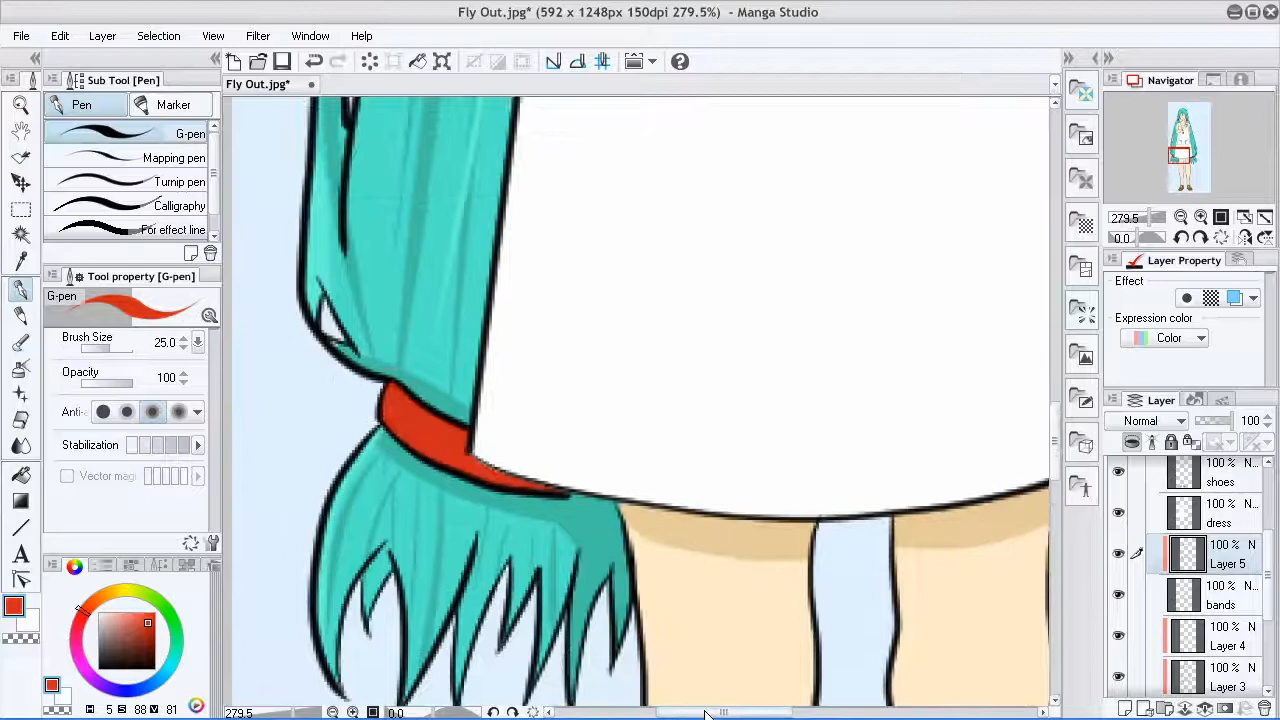 Fly Out.jpg* (592 x 1248px 150dpi 279.5%) - Manga Studio
File Edit Layer Selection View Filter Window Help
Sub Tool [Pen]
Fly Out.jpg*
Navigator
Pen Marker
G-pen
Mapping pen
Turnip pen
Calligraphy
For effect line
279.5
0.0
Tool property [G-pen]
G-pen
Layer Property
Effect
Expression color
Color
Brush Size 25.0
Opacity 100
Anti-
Stabilization
Vector mag
Layer
Normal 100
100 % N...
shoes
100 % N...
dress
100 % N
Layer 5
100 % N
bands
100 % N
Layer 4
100 % N
Layer 3
A
H 5 S 88 V 81
279.5 0.0